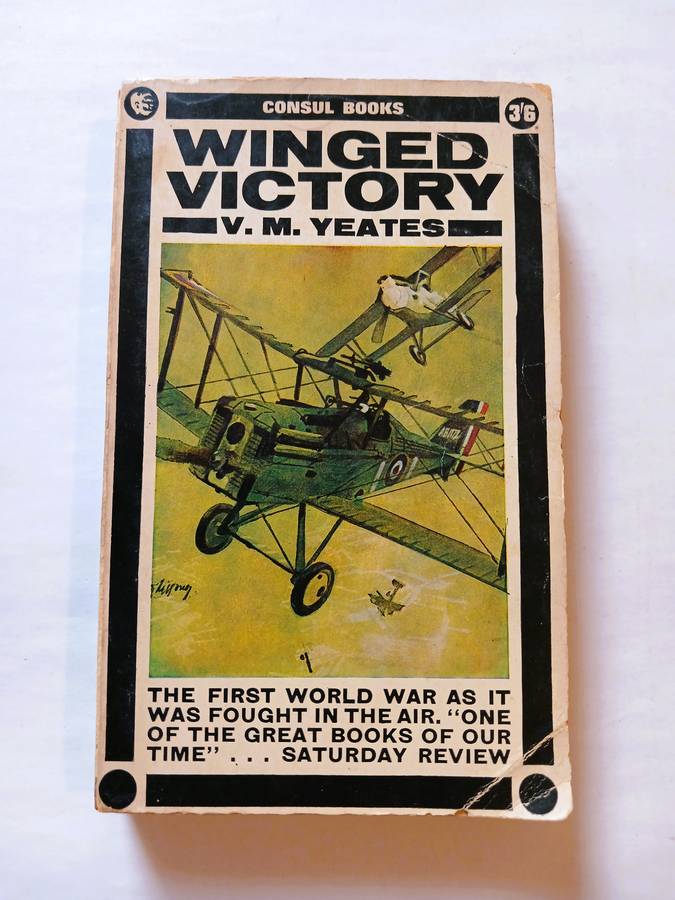 CONSUL BOOKS
3/6
WINGED
VICTORY
V. M. YEATES
THE FIRST WORLD WAR AS IT
WAS FOUGHT IN THE AIR. "ONE
OF THE GREAT BOOKS OF OUR
TIME" . . . SATURDAY REVIEW